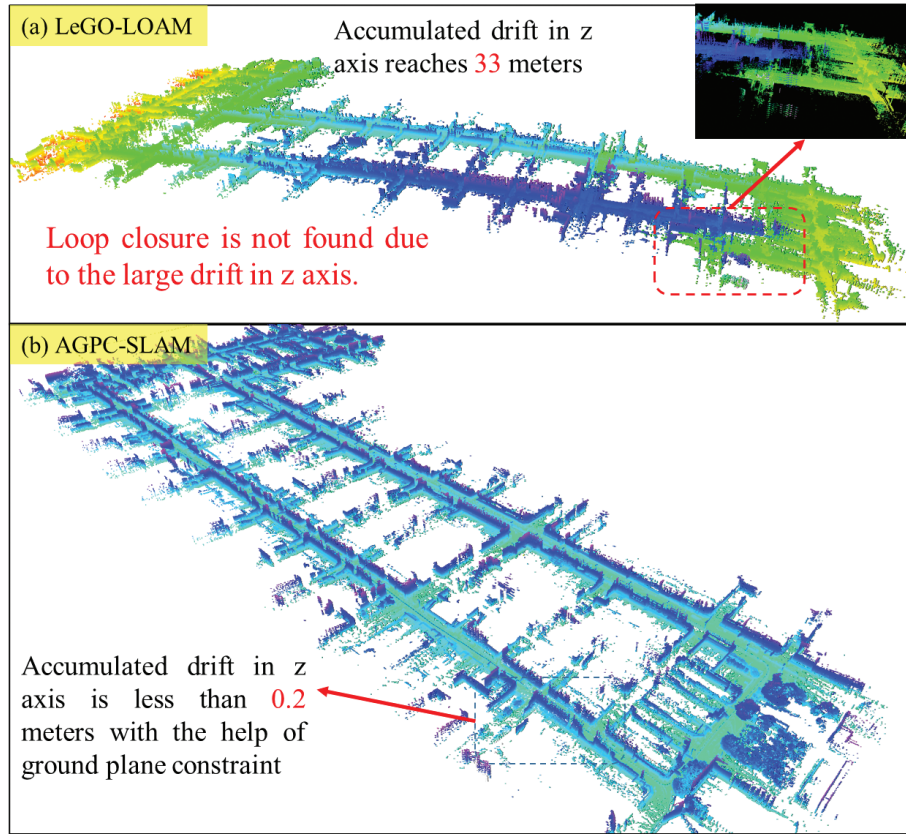 (a) LeGO-LOAM
Accumulated drift in z
axis reaches 33 meters
Loop closure is not found due
to the large drift in z axis.
(b) AGPC-SLAM
Accumulated drift in z
axis is less than 0.2
meters with the help of
ground plane constraint